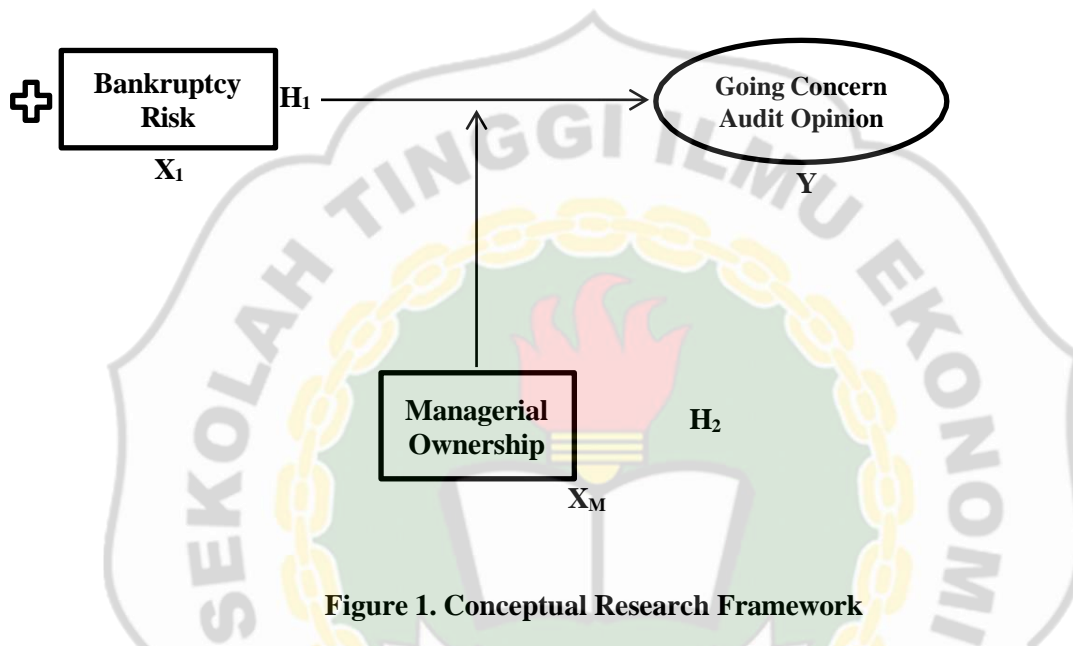 Bankruptcy
Risk
H₁
X₁
Going Concern
Audit Opinion
Y
Managerial
Ownership
H₂
X_M
Figure 1. Conceptual Research Framework
SEKOLAH TINGGI ILMU EKONOMI